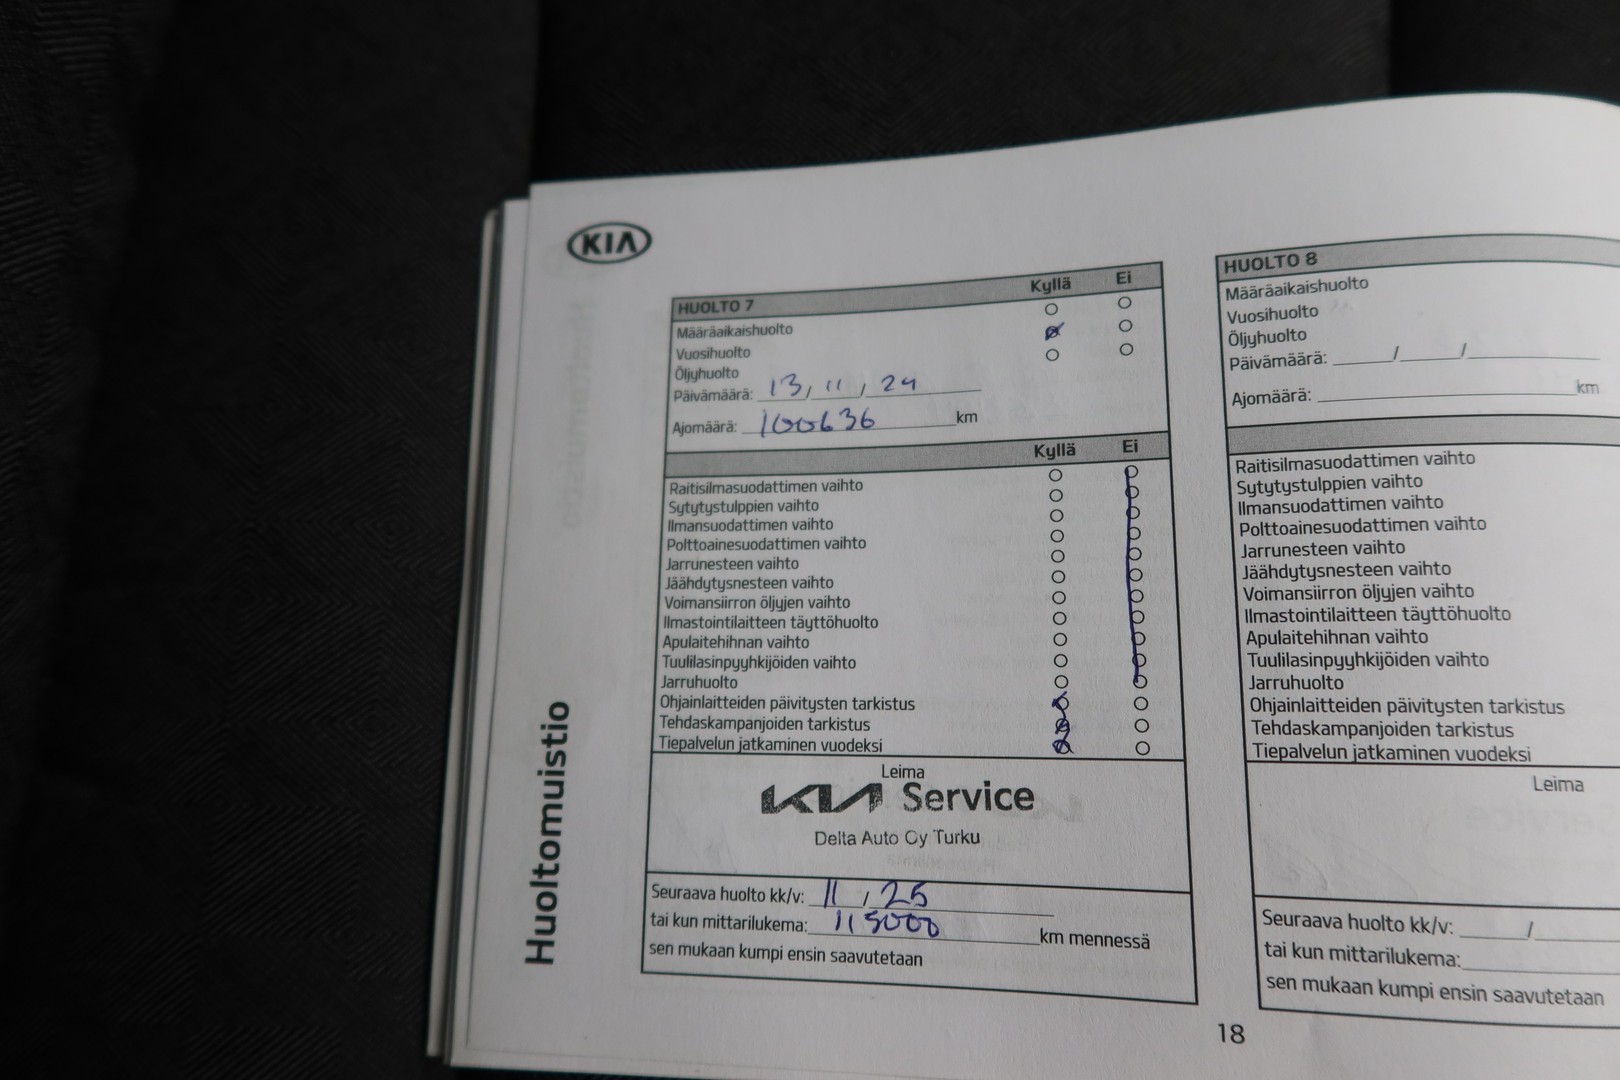 KIA
HUOLTO 7 Kyllä Ei
Määräaikaishuolto
Vuosihuolto
Öljyhuolto
Päivämäärä: 13 / 11 / 24
Ajomäärä: 100636 km
Kyllä Ei
Raitisilmasuodattimen vaihto
Sytytystulppien vaihto
Ilmansuodattimen vaihto
Polttoainesuodattimen vaihto
Jarrunesteen vaihto
Jäähdytysnesteen vaihto
Voimansiirron öljyjen vaihto
Ilmastointilaitteen täyttöhuolto
Apulaitehihnan vaihto
Tuulilasinpyyhkijöiden vaihto
Jarruhuolto
Ohjainlaitteiden päivitysten tarkistus
Tehdaskampanjoiden tarkistus
Tiepalvelun jatkaminen vuodeksi
Leima
KIA Service
Delta Auto Oy Turku
Seuraava huolto kk/v: 11 / 25
tai kun mittarilukema: 115000 km mennessä
sen mukaan kumpi ensin saavutetaan
Huoltomuistio
HUOLTO 8
Määräaikaishuolto
Vuosihuolto
Öljyhuolto
Päivämäärä: / /
Ajomäärä: km
Raitisilmasuodattimen vaihto
Sytytystulppien vaihto
Ilmansuodattimen vaihto
Polttoainesuodattimen vaihto
Jarrunesteen vaihto
Jäähdytysnesteen vaihto
Voimansiirron öljyjen vaihto
Ilmastointilaitteen täyttöhuolto
Apulaitehihnan vaihto
Tuulilasinpyyhkijöiden vaihto
Jarruhuolto
Ohjainlaitteiden päivitysten tarkistus
Tehdaskampanjoiden tarkistus
Tiepalvelun jatkaminen vuodeksi
Leima
Seuraava huolto kk/v: /
tai kun mittarilukema:
sen mukaan kumpi ensin saavutetaan
18